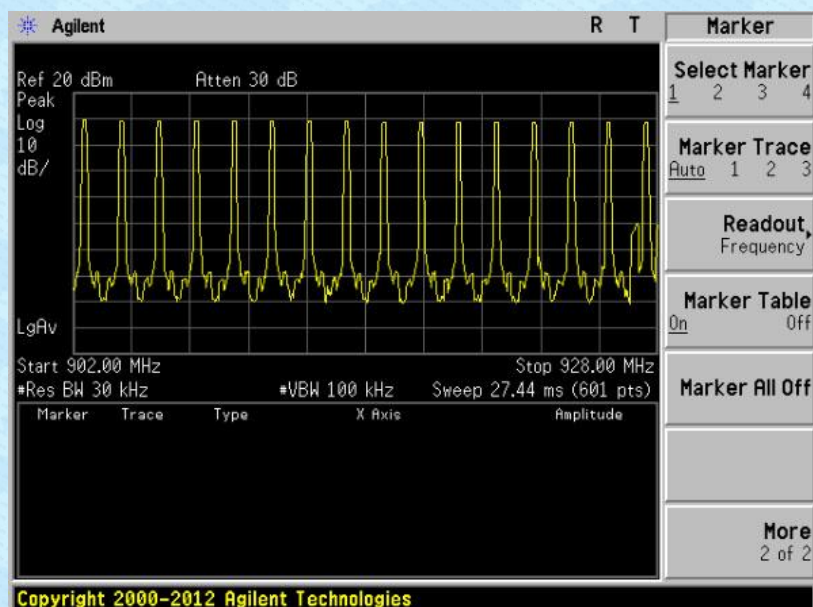 Agilent R T
Ref 20 dBm Atten 30 dB
Peak
Log
10
dB/
LgAv
Start 902.00 MHz Stop 928.00 MHz
#Res BW 30 kHz #VBW 100 kHz Sweep 27.44 ms (601 pts)
Marker Trace Type X Axis Amplitude
Copyright 2000-2012 Agilent Technologies
Marker
Select Marker
1 2 3 4
Marker Trace
Auto 1 2 3
Readout
Frequency
Marker Table
On Off
Marker All Off
More
2 of 2